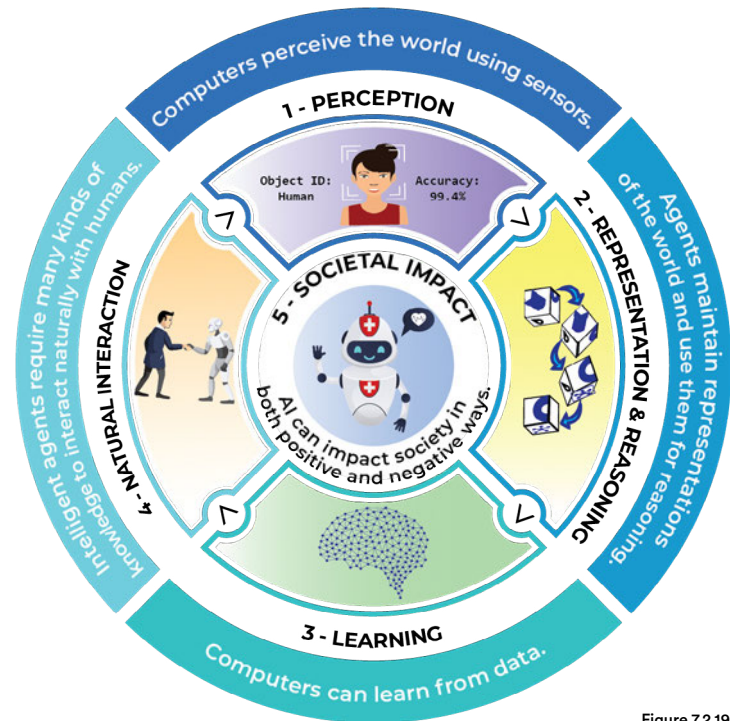 Computers perceive the world using sensors.
1 - PERCEPTION
Object ID:
Human
Accuracy:
99.4%
2 - REPRESENTATION & REASONING
Agents maintain representations
of the world and use them for reasoning.
3 - LEARNING
Computers can learn from data.
4 - NATURAL INTERACTION
Intelligent agents require many kinds of
knowledge to interact naturally with humans.
5 - SOCIETAL IMPACT
AI can impact society in
both positive and negative ways.
Figure 7.2.19